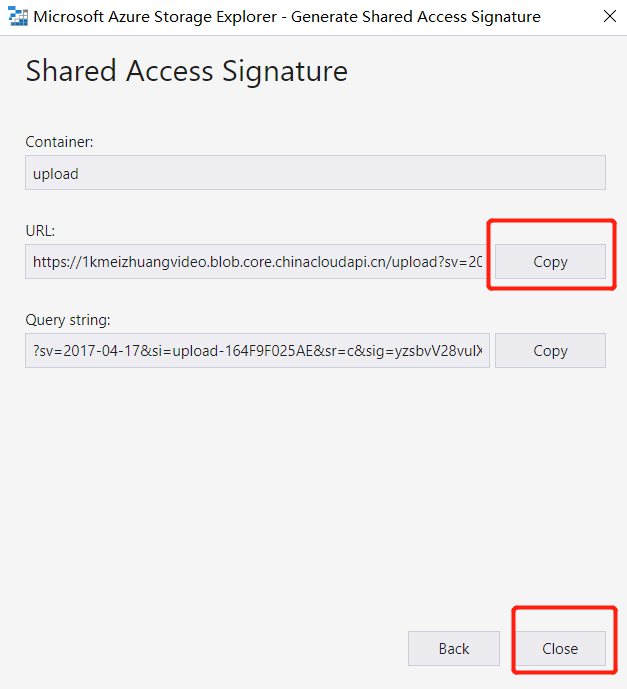 Microsoft Azure Storage Explorer - Generate Shared Access Signature
Shared Access Signature
Container:
upload
URL:
https://1kmeizhuangvideo.blob.core.chinacloudapi.cn/upload?sv=20
Copy
Query string:
?sv=2017-04-17&si=upload-164F9F025AE&sr=c&sig=yzsbvV28vulX
Copy
Back
Close